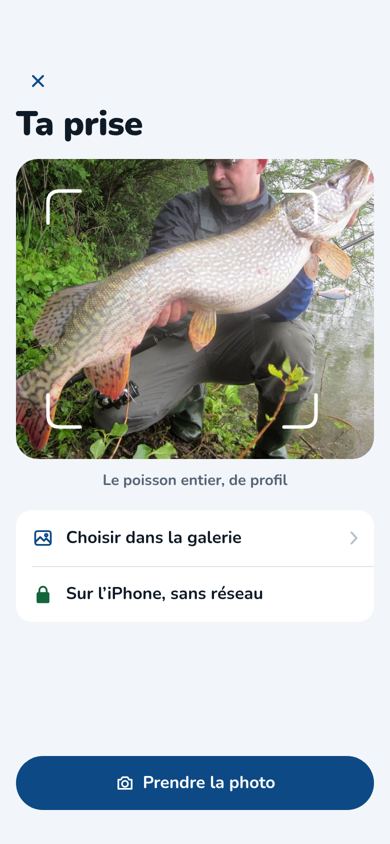 Ta prise
Le poisson entier, de profil
Choisir dans la galerie
Sur l’iPhone, sans réseau
Prendre la photo